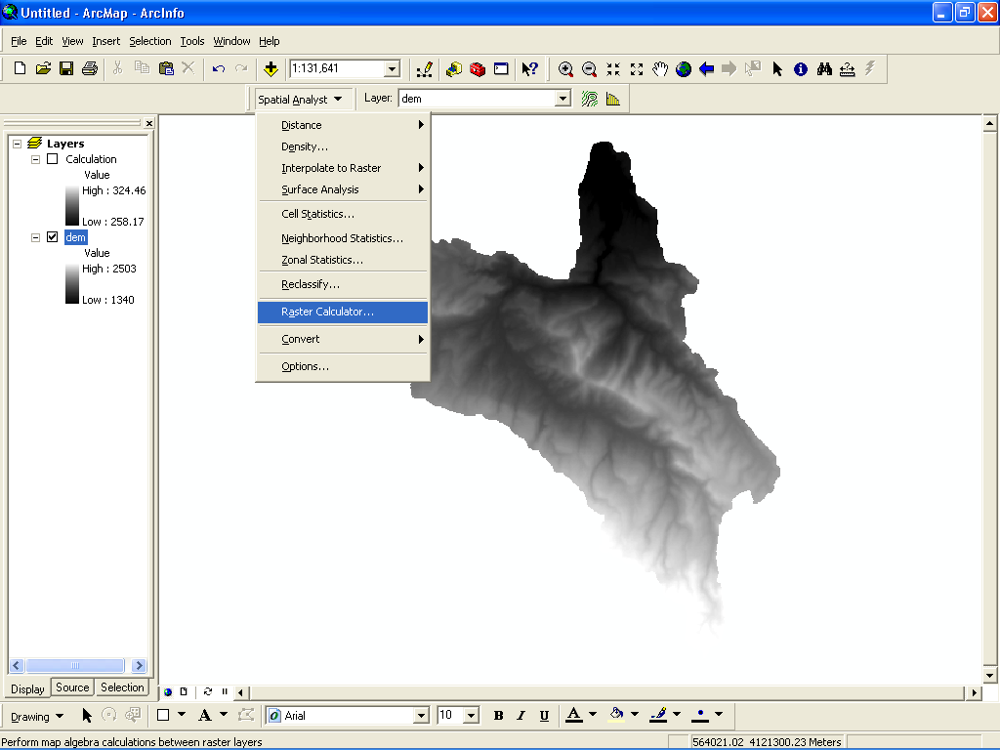 Untitled - ArcMap - ArcInfo
File Edit View Insert Selection Tools Window Help
1:131,641
Spatial Analyst Layer: dem
Distance
Density...
Interpolate to Raster
Surface Analysis
Cell Statistics...
Neighborhood Statistics...
Zonal Statistics...
Reclassify...
Raster Calculator...
Convert
Options...
Layers
Calculation
Value
High : 324.46
Low : 258.17
dem
Value
High : 2503
Low : 1340
Display Source Selection
Drawing A Arial 10 B I U A
Perform map algebra calculations between raster layers 564021.02 4121300.23 Meters